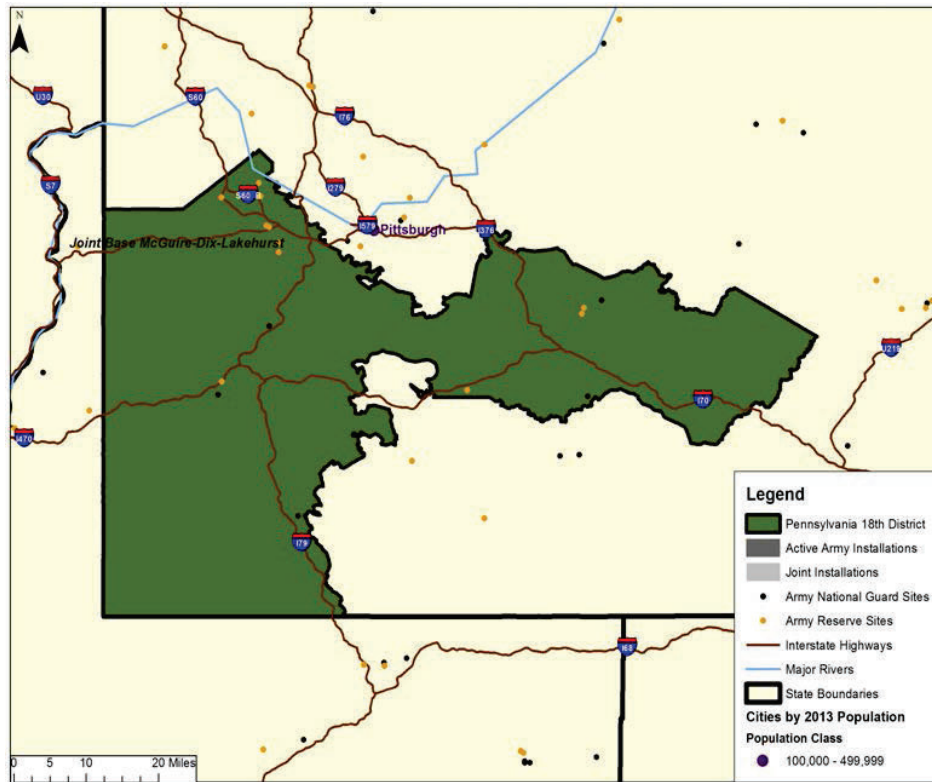 N
U30
S60
I76
S7
S60
I279
I579
Pittsburgh
I376
Joint Base McGuire-Dix-Lakehurst
U219
I70
I470
I79
I68
Legend
Pennsylvania 18th District
Active Army Installations
Joint Installations
Army National Guard Sites
Army Reserve Sites
Interstate Highways
Major Rivers
State Boundaries
Cities by 2013 Population
Population Class
100,000 - 499,999
0 5 10 20 Miles